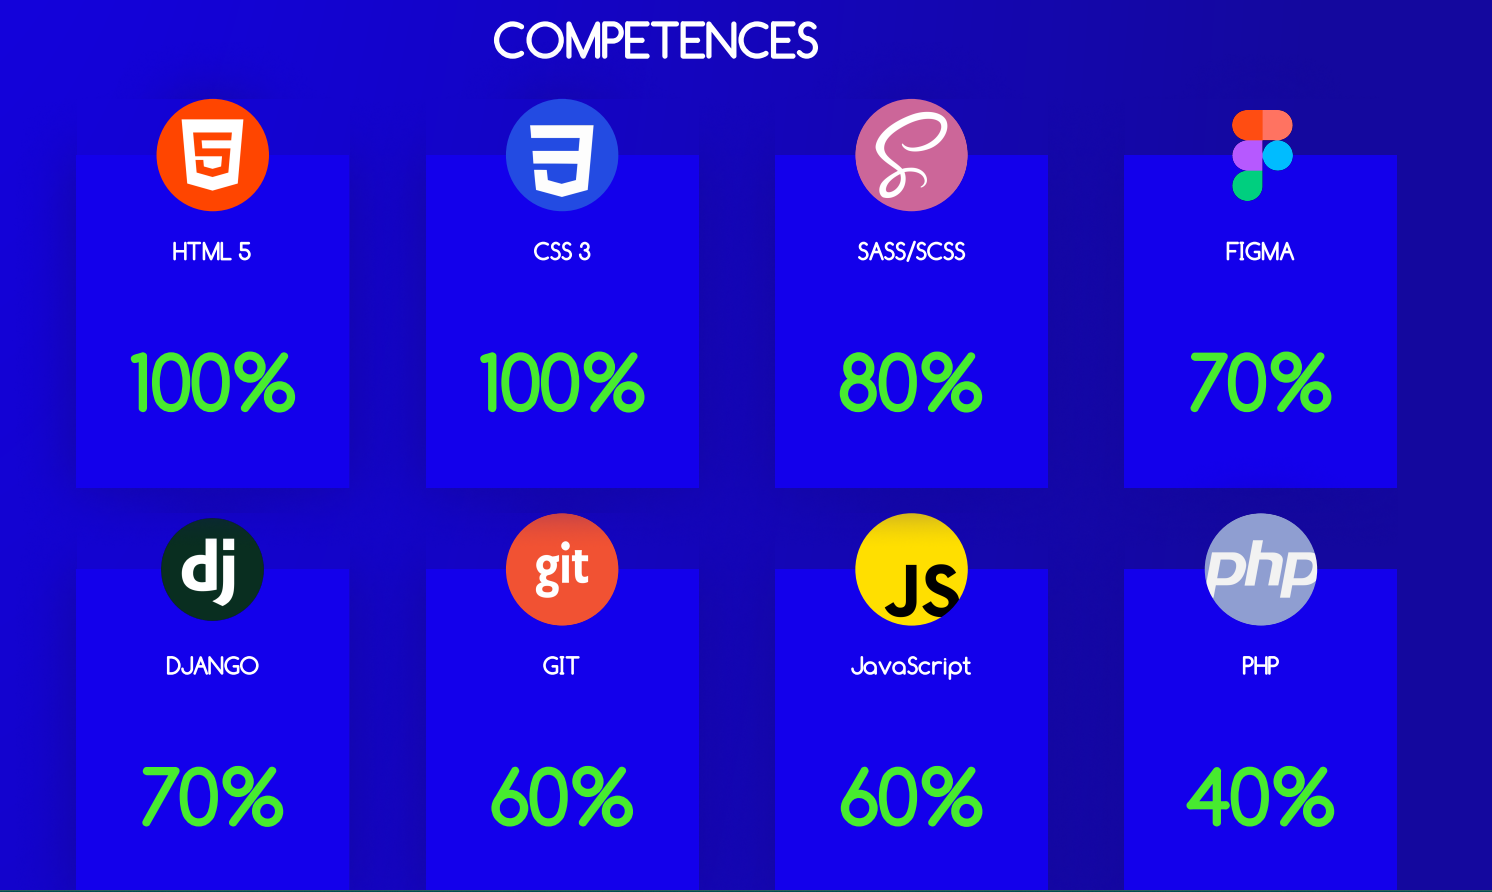 COMPETENCES
5
HTML 5
CSS 3
SASS/SCSS
FIGMA
100%
100%
80%
70%
dj
git
JS
php
DJANGO
GIT
JavaScript
PHP
70%
60%
60%
40%